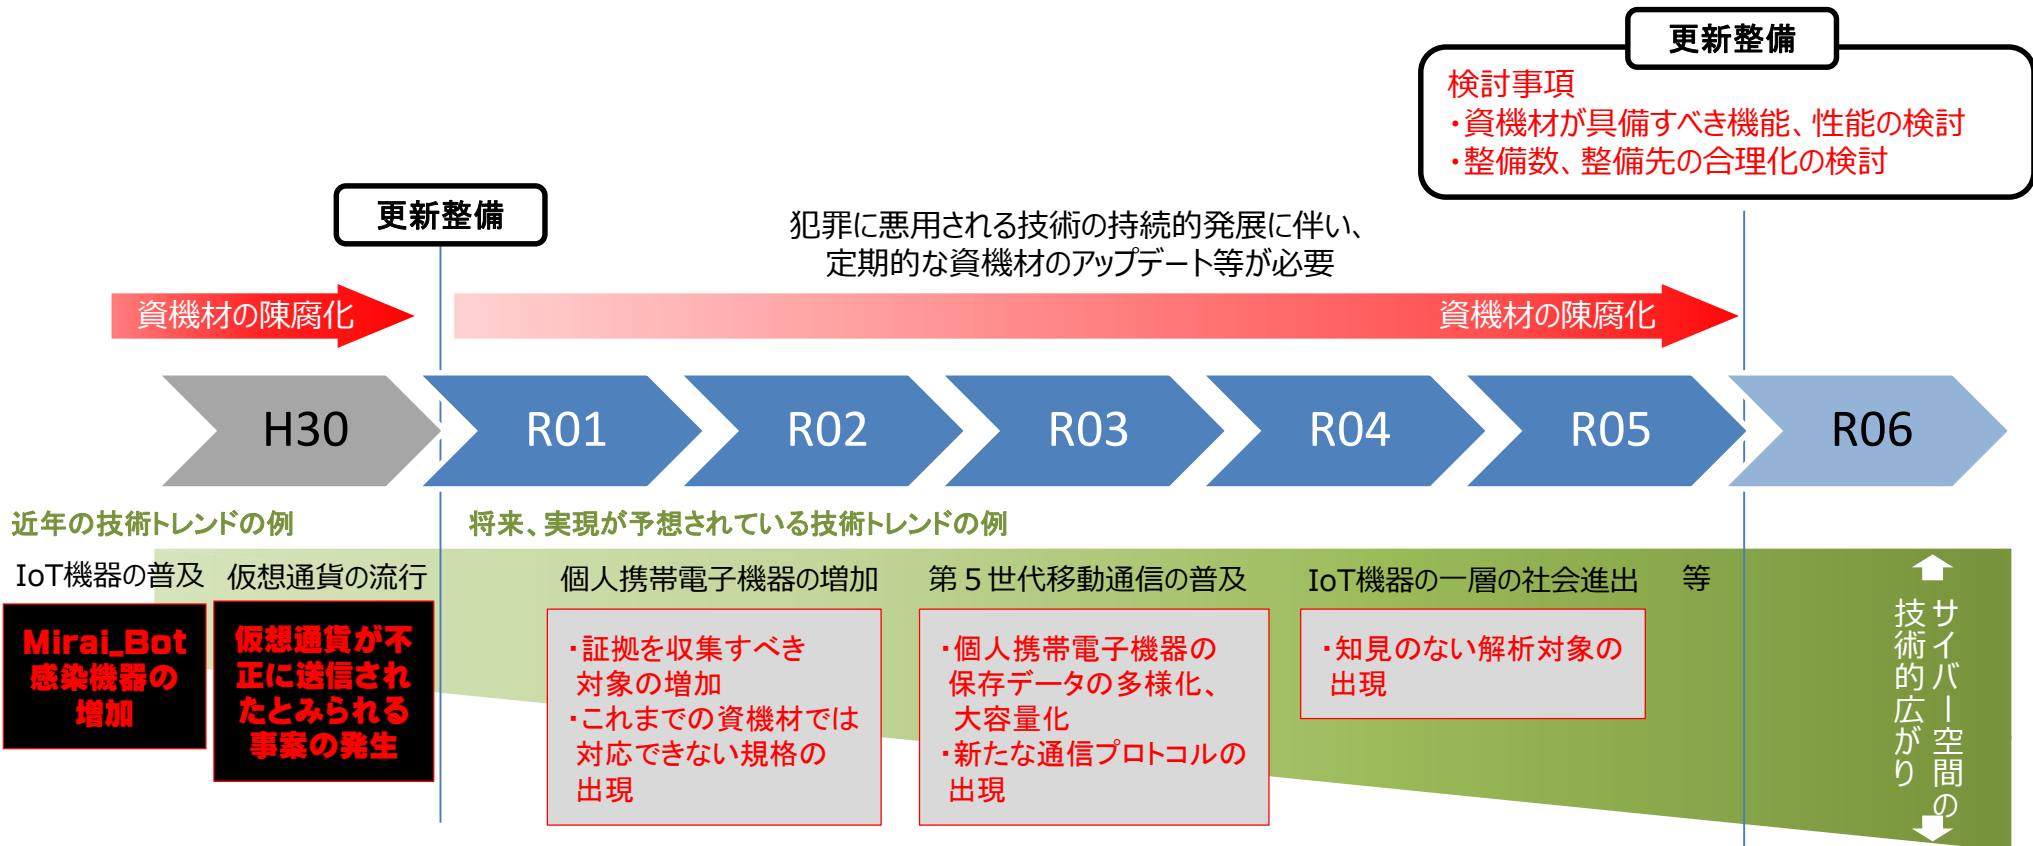 更新整備
検討事項
・資機材が具備すべき機能、性能の検討
・整備数、整備先の合理化の検討
更新整備
犯罪に悪用される技術の持続的発展に伴い、
定期的な資機材のアップデート等が必要
資機材の陳腐化
資機材の陳腐化
H30
R01
R02
R03
R04
R05
R06
近年の技術トレンドの例
将来、実現が予想されている技術トレンドの例
IoT機器の普及
仮想通貨の流行
個人携帯電子機器の増加
第5世代移動通信の普及
IoT機器の一層の社会進出
等
Mirai_Bot
感染機器の
増加
仮想通貨が不
正に送信され
たとみられる
事案の発生
・証拠を収集すべき
対象の増加
・これまでの資機材では
対応できない規格の
出現
・個人携帯電子機器の
保存データの多様化、
大容量化
・新たな通信プロトコルの
出現
・知見のない解析対象の
出現
サイバー空間の
技術的広がり